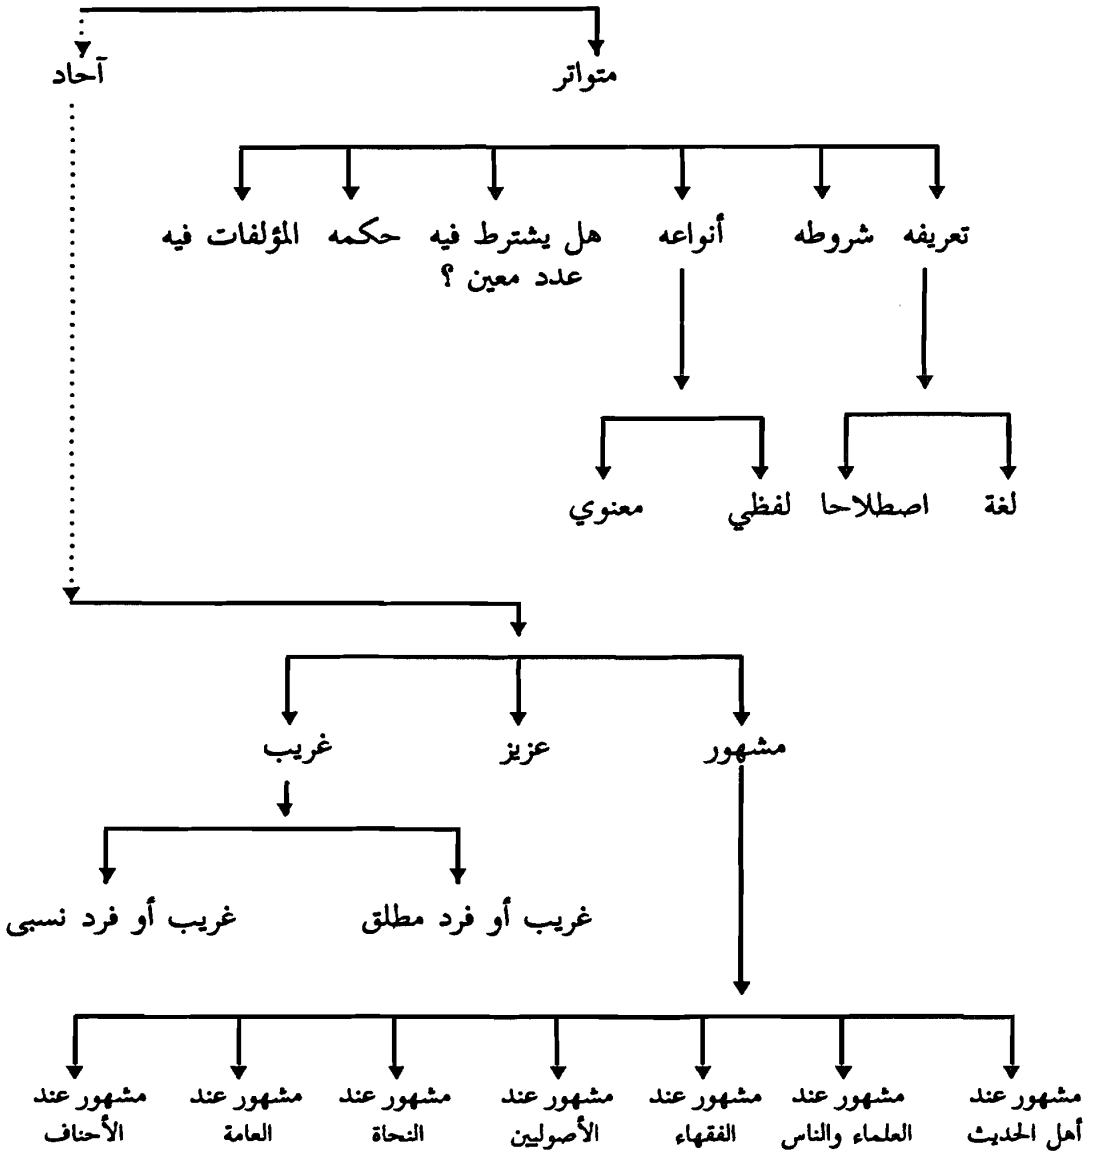 متواتر
آحاد
تعريفه
شروطه
أنواعه
هل يشترط فيه
عدد معين ؟
حكمه
المؤلفات فيه
لغة
اصطلاحا
لفظي
معنوي
مشهور
عزيز
غريب
غريب أو فرد مطلق
غريب أو فرد نسبى
مشهور عند
أهل الحديث
مشهور عند
العلماء والناس
مشهور عند
الفقهاء
مشهور عند
الأصوليين
مشهور عند
النحاة
مشهور عند
العامة
مشهور عند
الأحناف